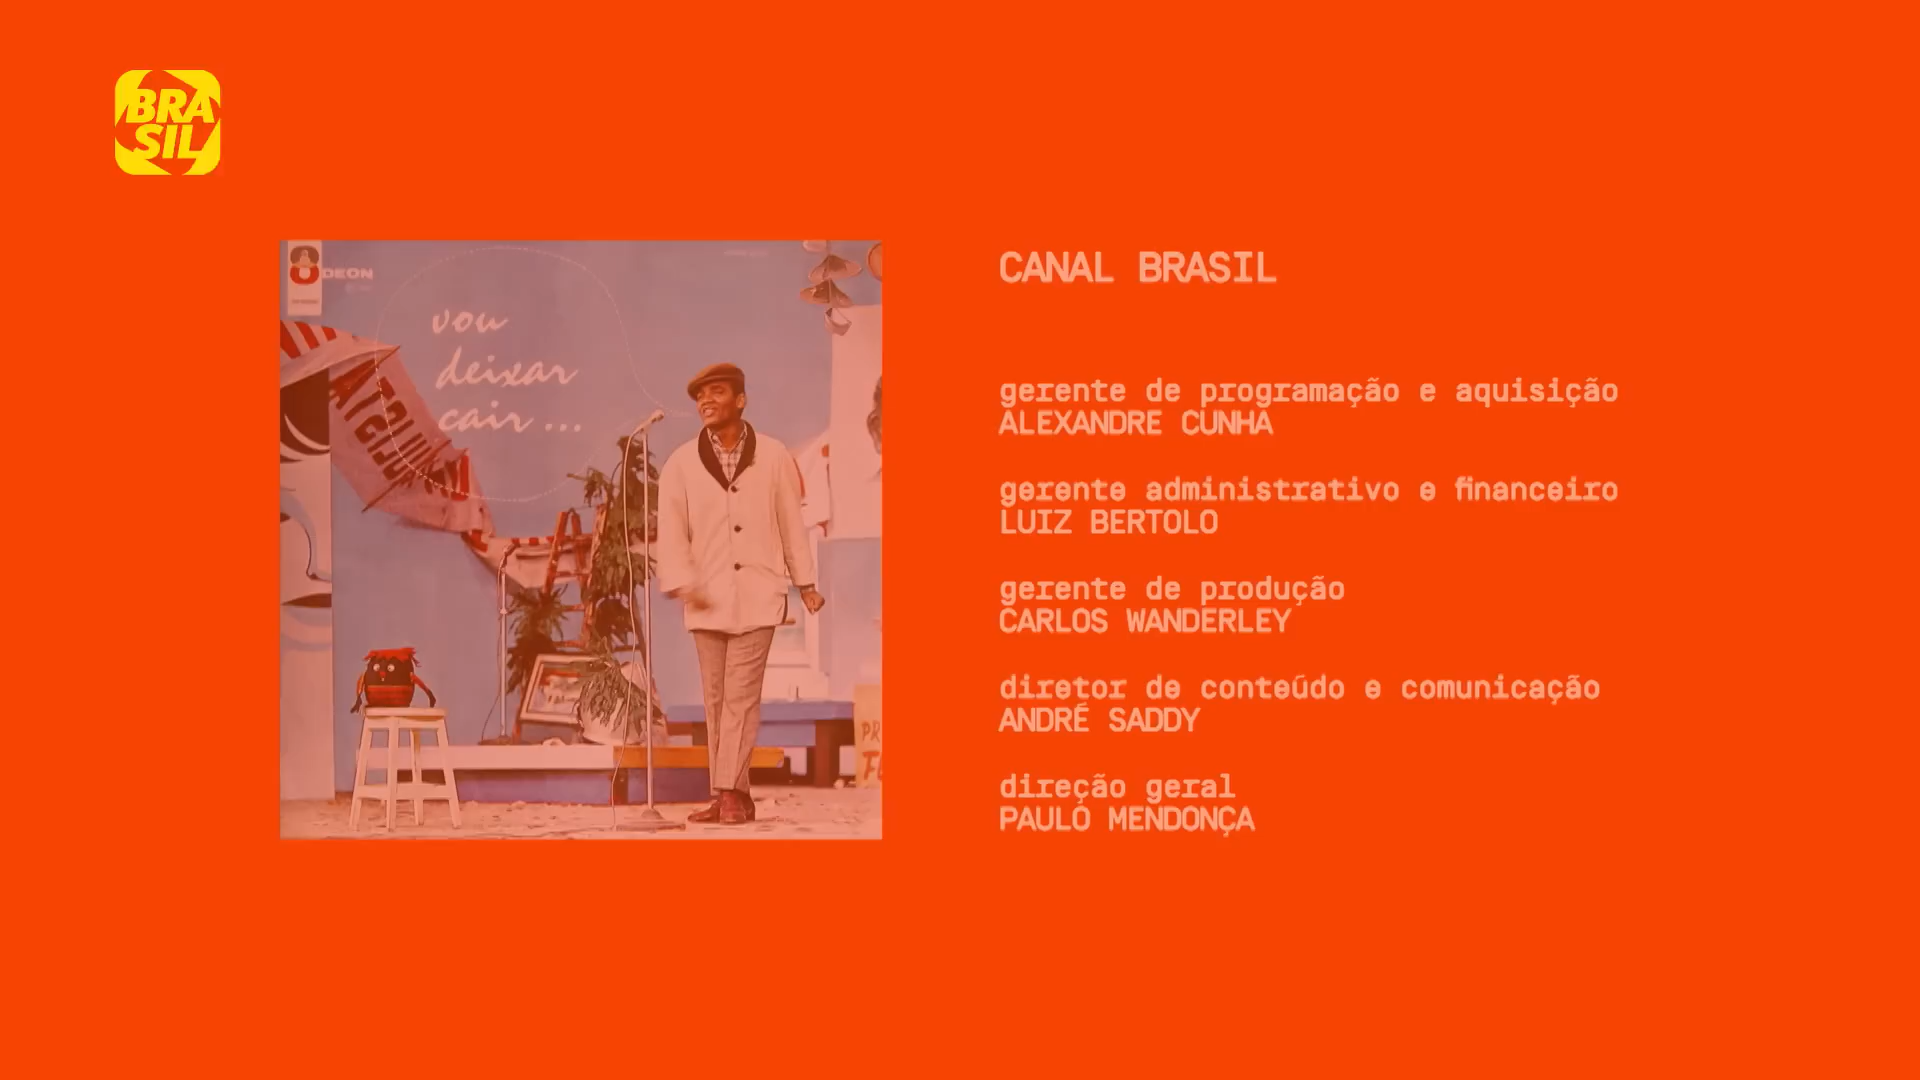 BRA
SIL
ODEON
vou
deixar
cair...
CANAL BRASIL
gerente de programação e aquisição
ALEXANDRE CUNHA
gerente administrativo e financeiro
LUIZ BERTOLO
gerente de produção
CARLOS WANDERLEY
diretor de conteúdo e comunicação
ANDRÉ SADDY
direção geral
PAULO MENDONÇA